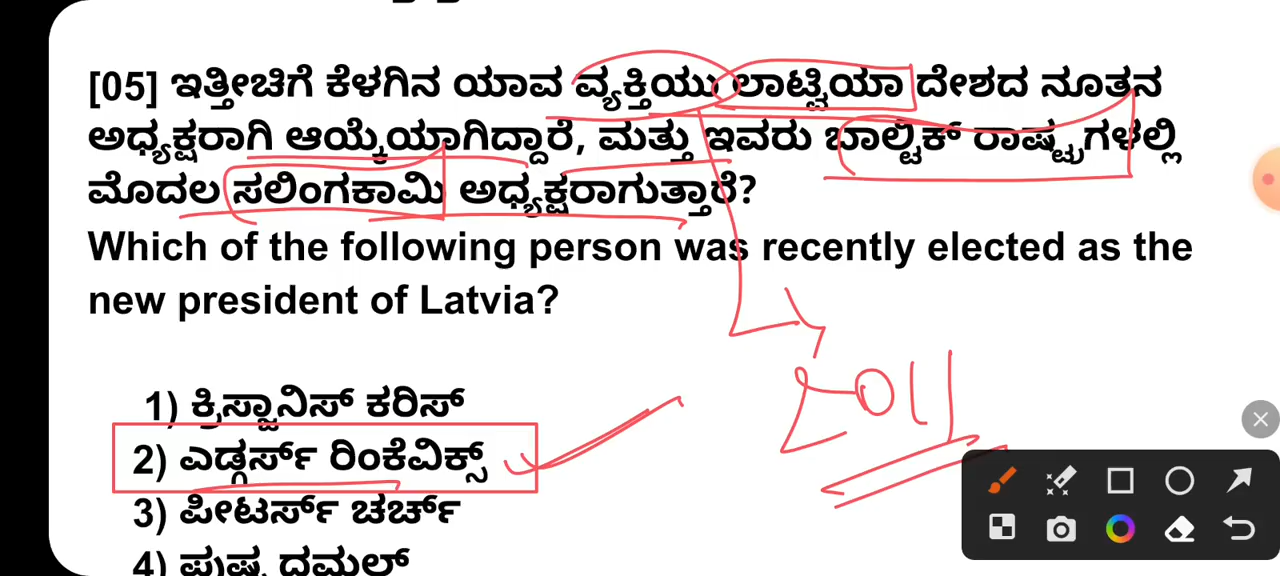 [05] ಇತ್ತೀಚಿಗೆ ಕೆಳಗಿನ ಯಾವ ವ್ಯಕ್ತಿಯು ಲಾಟ್ವಿಯಾ ದೇಶದ ನೂತನ
ಅಧ್ಯಕ್ಷರಾಗಿ ಆಯ್ಕೆಯಾಗಿದ್ದಾರೆ, ಮತ್ತು ಇವರು ಬಾಲ್ಟಿಕ್ ರಾಷ್ಟ್ರಗಳಲ್ಲಿ
ಮೊದಲ ಸಲಿಂಗಕಾಮಿ ಅಧ್ಯಕ್ಷರಾಗುತ್ತಾರೆ?
Which of the following person was recently elected as the
new president of Latvia?
1) ಕ್ರಿಸ್ಜಾನಿಸ್ ಕರಿಸ್
2) ಎಡ್ಗರ್ಸ್ ರಿಂಕೆವಿಕ್ಸ್
2011
3) ಪೀಟರ್ಸ್ ಚರ್ಚ್
4)